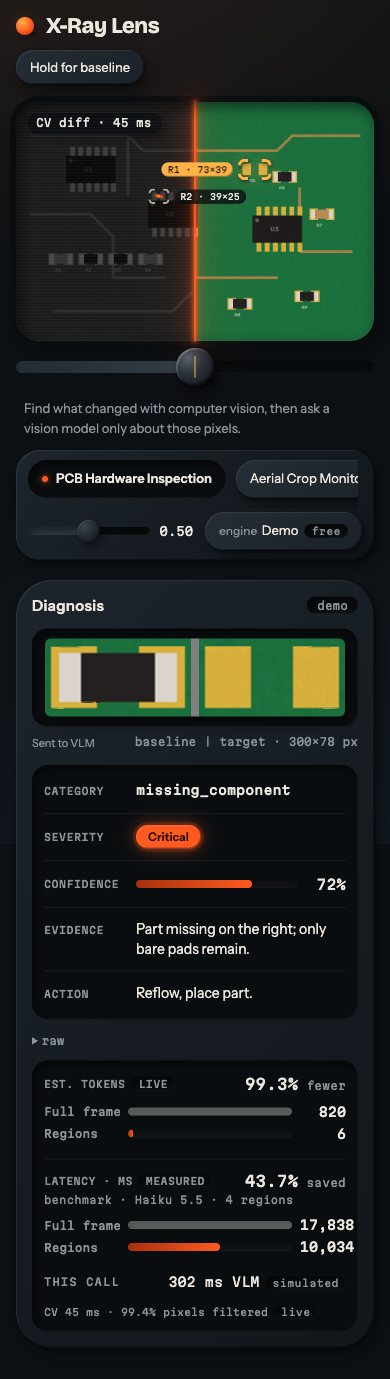 X-Ray Lens
Hold for baseline
CV diff · 45 ms
R1 · 73×39
R2 · 39×25
U3
R6
R7
Find what changed with computer vision, then ask a
vision model only about those pixels.
PCB Hardware Inspection
Aerial Crop Monito
0.50
engine Demo free
Diagnosis
demo
Sent to VLM
baseline | target · 300×78 px
CATEGORY missing_component
SEVERITY Critical
CONFIDENCE 72%
EVIDENCE Part missing on the right; only
bare pads remain.
ACTION Reflow, place part.
raw
EST. TOKENS LIVE 99.3% fewer
Full frame 820
Regions 6
LATENCY · MS MEASURED 43.7% saved
benchmark · Haiku 5.5 · 4 regions
Full frame 17,838
Regions 10,034
THIS CALL 302 ms VLM simulated
CV 45 ms · 99.4% pixels filtered live